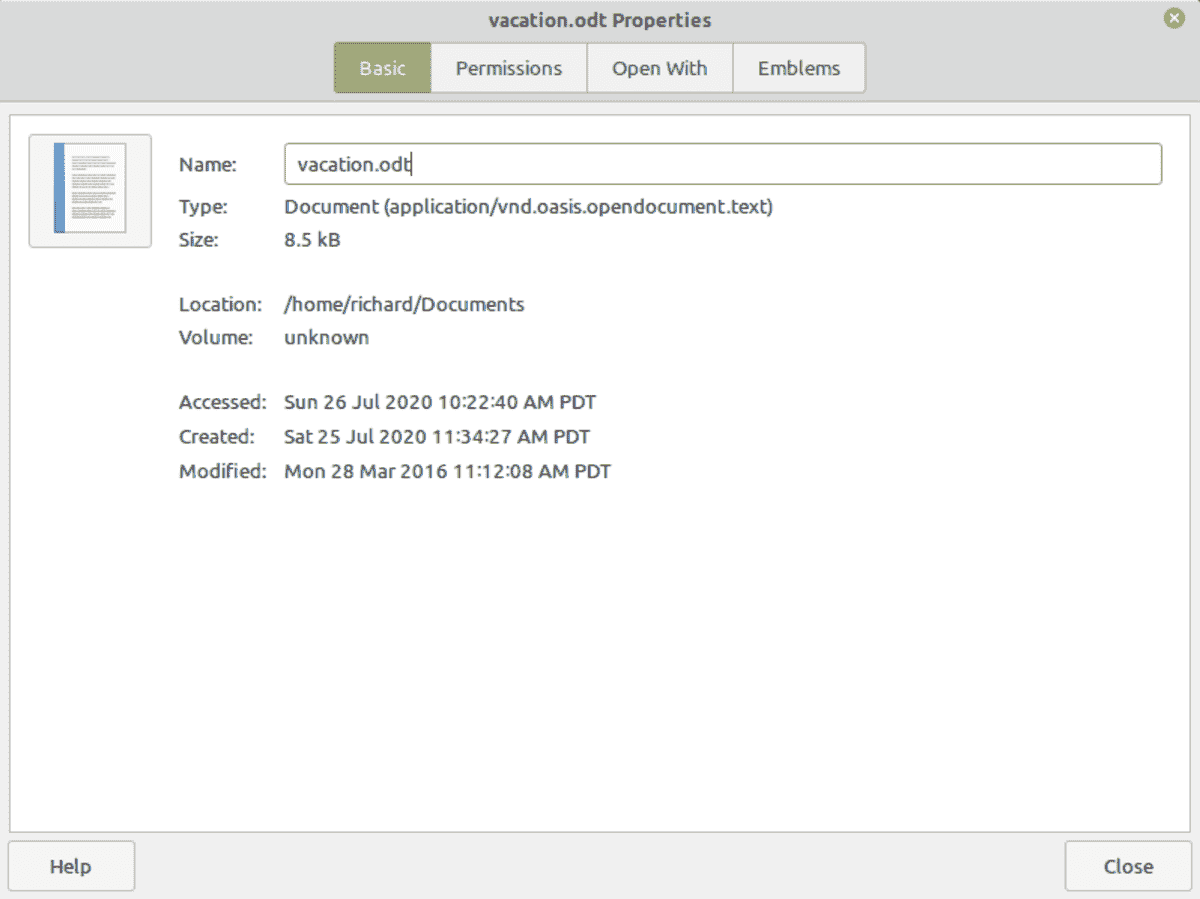 vacation.odt Properties
Basic Permissions Open With Emblems
Name: vacation.odt
Type: Document (application/vnd.oasis.opendocument.text)
Size: 8.5 kB
Location: /home/richard/Documents
Volume: unknown
Accessed: Sun 26 Jul 2020 10:22:40 AM PDT
Created: Sat 25 Jul 2020 11:34:27 AM PDT
Modified: Mon 28 Mar 2016 11:12:08 AM PDT
Help Close